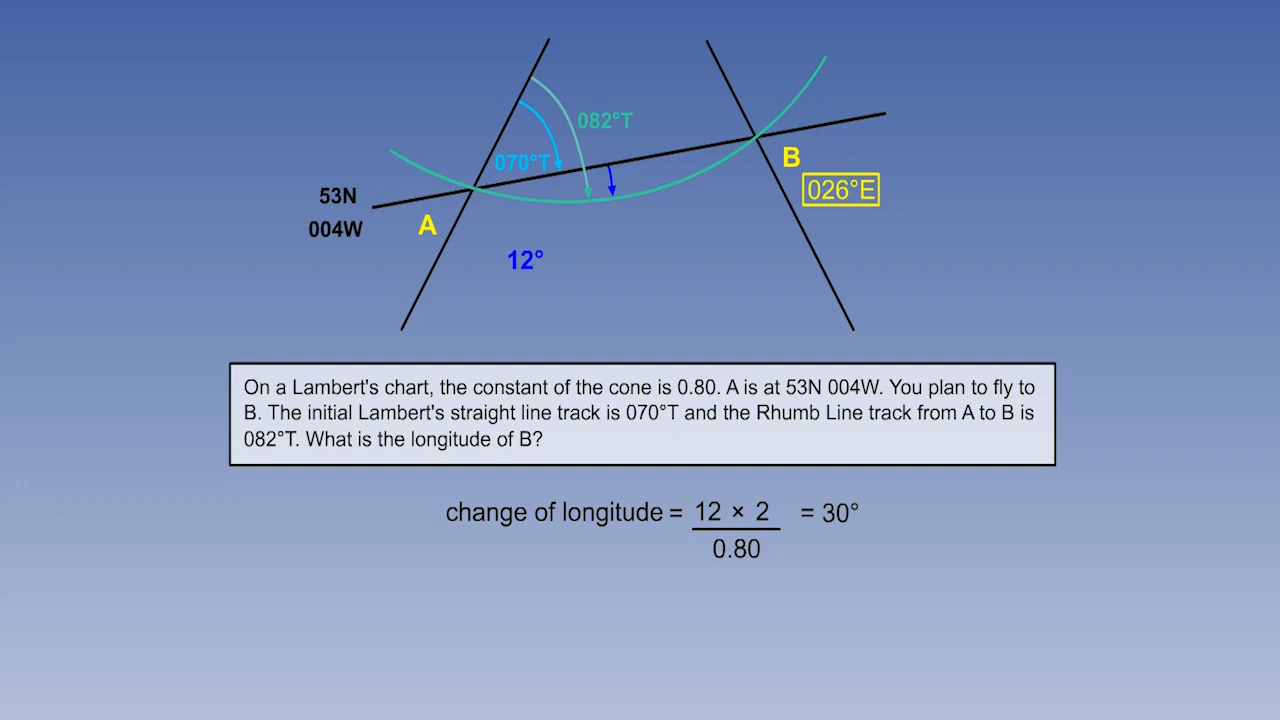 082°T
070°T
B
53N
026°E
004W
A
12°
On a Lambert's chart, the constant of the cone is 0.80. A is at 53N 004W. You plan to fly to
B. The initial Lambert's straight line track is 070°T and the Rhumb Line track from A to B is
082°T. What is the longitude of B?
change of longitude = 12 × 2 = 30°
0.80